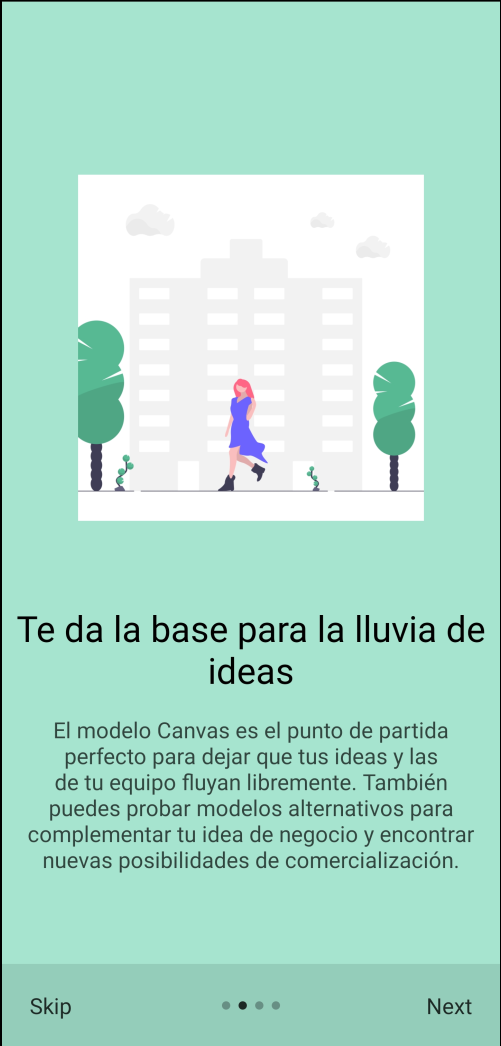 Te da la base para la lluvia de
ideas
El modelo Canvas es el punto de partida
perfecto para dejar que tus ideas y las
de tu equipo fluyan libremente. También
puedes probar modelos alternativos para
complementar tu idea de negocio y encontrar
nuevas posibilidades de comercialización.
Skip
Next